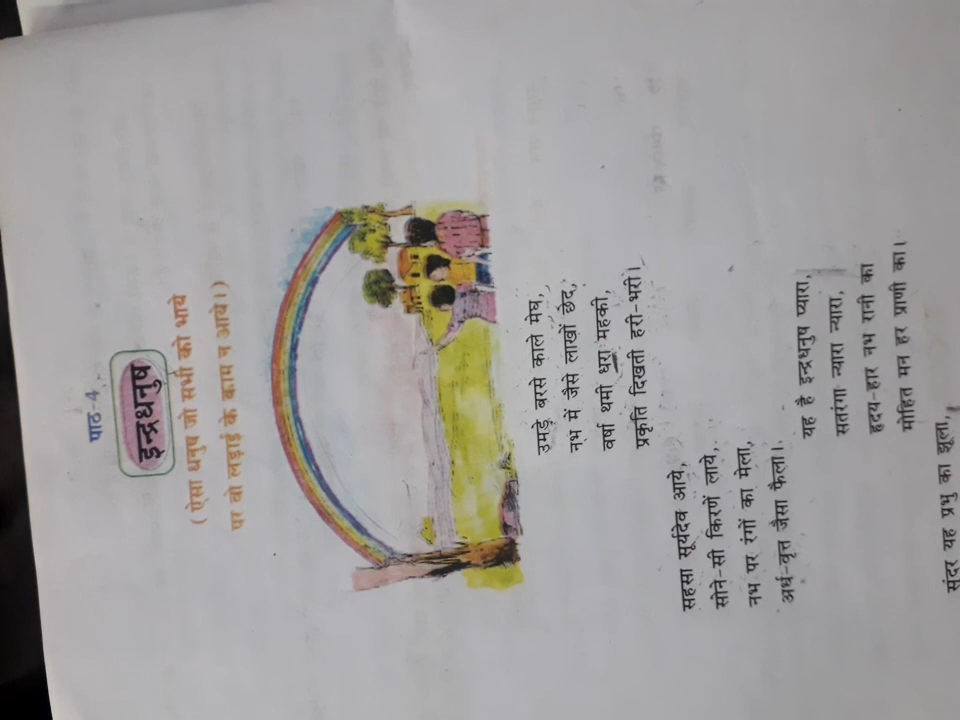 पाठ-4
इन्द्रधनुष
( ऐसा धनुष जो सभी को भाये
पर वो लड़ाई के काम न आये।)
उमड़े बरसे काले मेघ,
नभ में जैसे लाखों छेद,
वर्षा थमी धरा महकी,
प्रकृति दिखती हरी-भरी।
सहसा सूर्यदेव आये,
सोने-सी किरणें लाये,
नभ पर रंगों का मेला,
अर्ध-वृत्त जैसा फैला।
यह है इन्द्रधनुष प्यारा,
सतरंगा न्यारा न्यारा,
हृदय-हार नभ रानी का
मोहित मन हर प्राणी का।
सुंदर यह प्रभु का झूला,